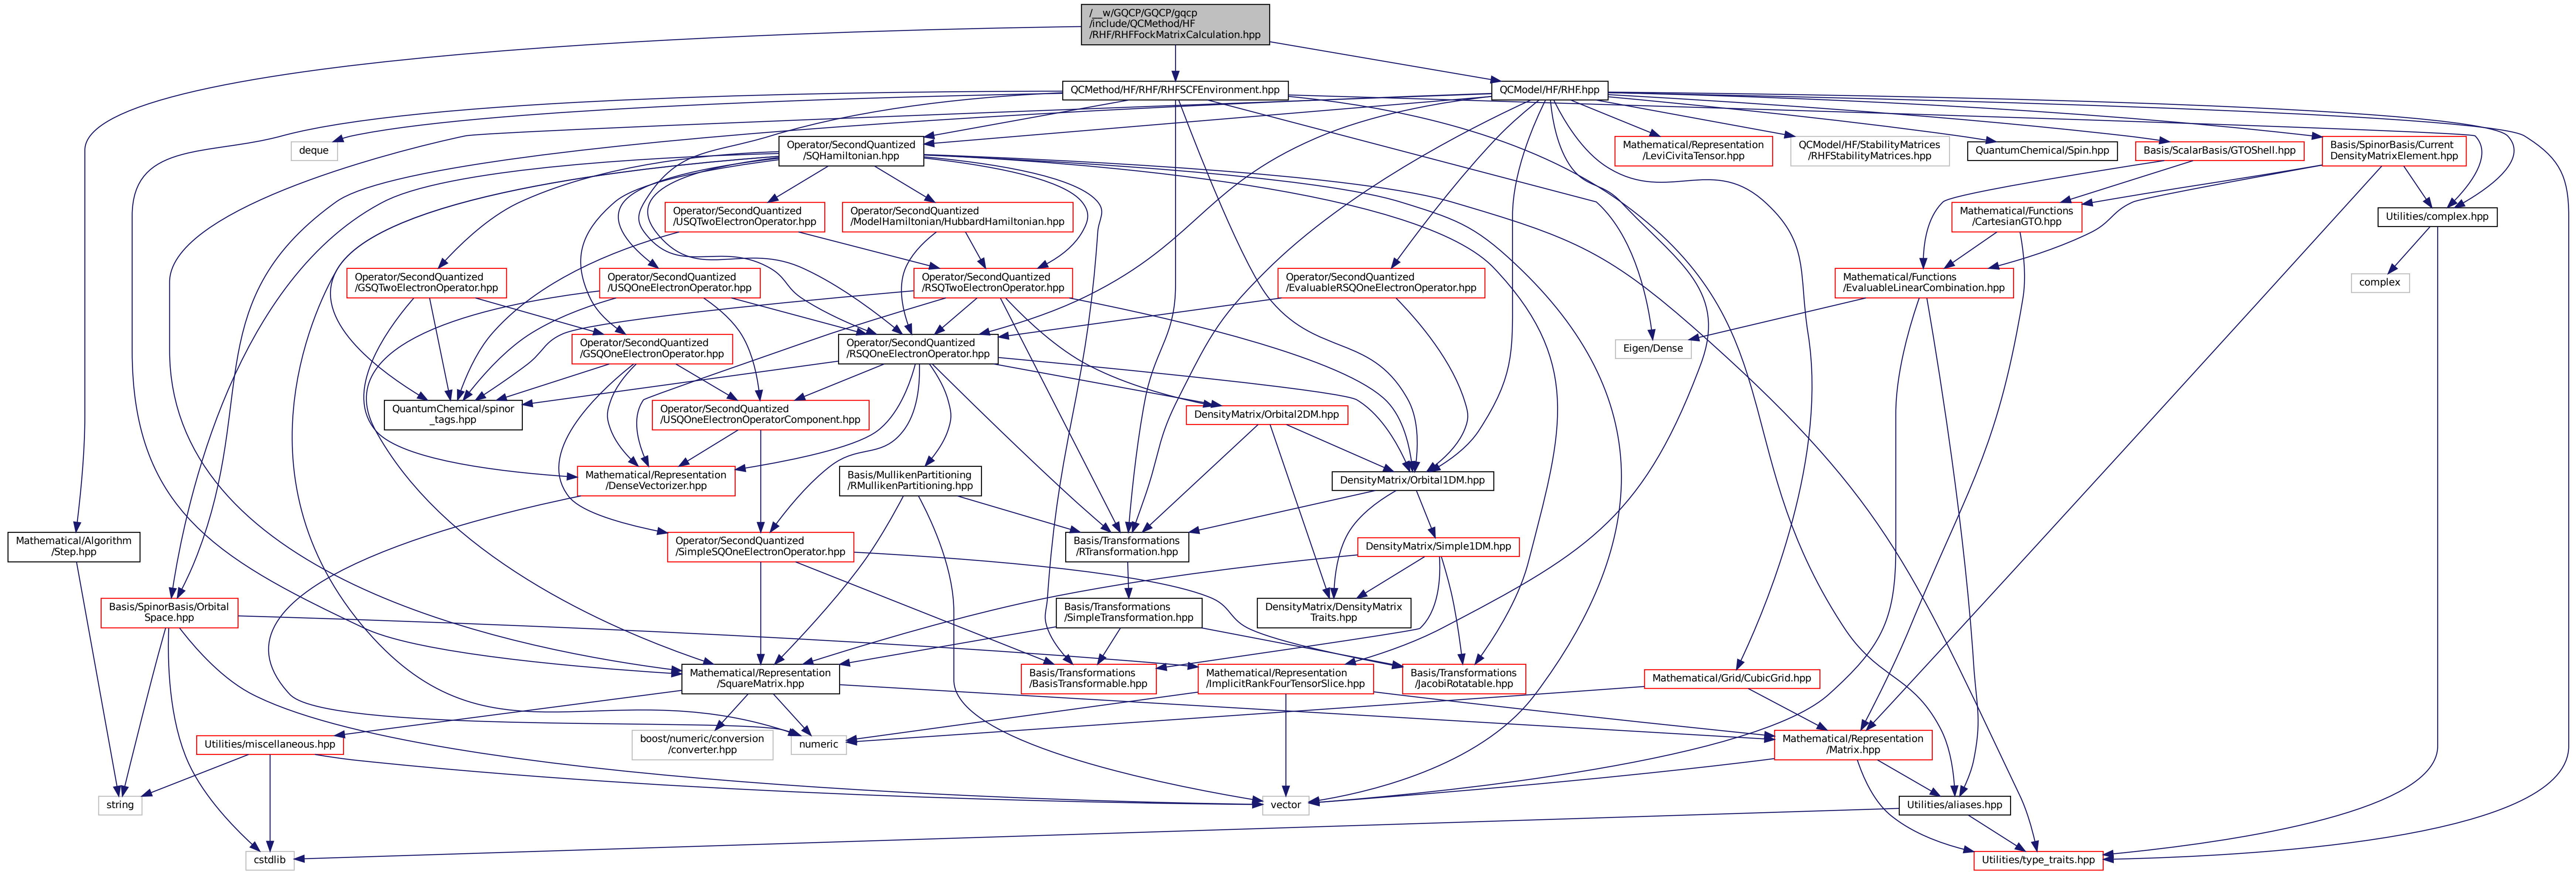 /__w/GQCP/GQCP/gqcp
/include/QCMethod/HF
/RHF/RHFFockMatrixCalculation.hpp
QCMethod/HF/RHF/RHFSCFEnvironment.hpp
QCModel/HF/RHF.hpp
deque
Operator/SecondQuantized
/SQHamiltonian.hpp
Mathematical/Representation
/LeviCivitaTensor.hpp
QCModel/HF/StabilityMatrices
/RHFStabilityMatrices.hpp
QuantumChemical/Spin.hpp
Basis/ScalarBasis/GTOShell.hpp
Basis/SpinorBasis/Current
DensityMatrixElement.hpp
Operator/SecondQuantized
/USQTwoElectronOperator.hpp
Operator/SecondQuantized
/ModelHamiltonian/HubbardHamiltonian.hpp
Mathematical/Functions
/CartesianGTO.hpp
Utilities/complex.hpp
Operator/SecondQuantized
/GSQTwoElectronOperator.hpp
Operator/SecondQuantized
/USQOneElectronOperator.hpp
Operator/SecondQuantized
/RSQTwoElectronOperator.hpp
Operator/SecondQuantized
/EvaluableRSQOneElectronOperator.hpp
Mathematical/Functions
/EvaluableLinearCombination.hpp
complex
Operator/SecondQuantized
/GSQOneElectronOperator.hpp
Operator/SecondQuantized
/RSQOneElectronOperator.hpp
Eigen/Dense
QuantumChemical/spinor
_tags.hpp
Operator/SecondQuantized
/USQOneElectronOperatorComponent.hpp
DensityMatrix/Orbital2DM.hpp
Mathematical/Representation
/DenseVectorizer.hpp
Basis/MullikenPartitioning
/RMullikenPartitioning.hpp
DensityMatrix/Orbital1DM.hpp
Mathematical/Algorithm
/Step.hpp
Operator/SecondQuantized
/SimpleSQOneElectronOperator.hpp
Basis/Transformations
/RTransformation.hpp
DensityMatrix/Simple1DM.hpp
Basis/SpinorBasis/Orbital
Space.hpp
Basis/Transformations
/SimpleTransformation.hpp
DensityMatrix/DensityMatrix
Traits.hpp
Mathematical/Representation
/SquareMatrix.hpp
Basis/Transformations
/BasisTransformable.hpp
Mathematical/Representation
/ImplicitRankFourTensorSlice.hpp
Basis/Transformations
/JacobiRotatable.hpp
Mathematical/Grid/CubicGrid.hpp
Utilities/miscellaneous.hpp
boost/numeric/conversion
/converter.hpp
numeric
Mathematical/Representation
/Matrix.hpp
string
vector
Utilities/aliases.hpp
cstdlib
Utilities/type_traits.hpp